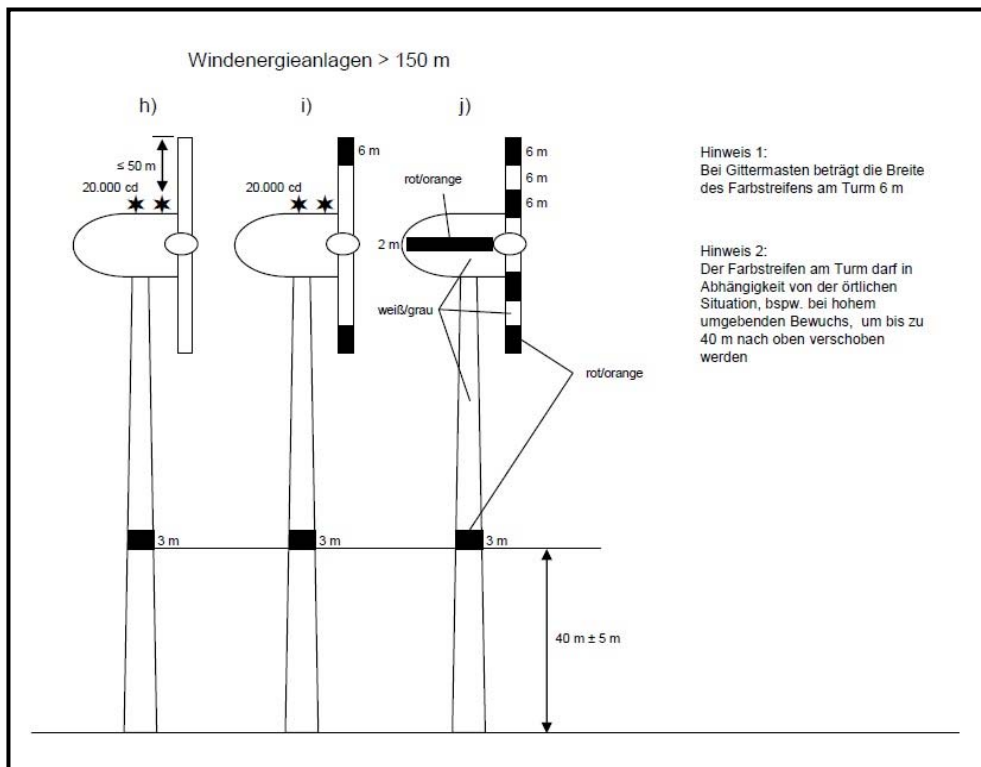 Windenergieanlagen > 150 m
h)
i)
j)
≤ 50 m
20.000 cd
20.000 cd
6 m
rot/orange
6 m
6 m
6 m
2 m
weiß/grau
rot/orange
3 m
3 m
3 m
40 m ± 5 m
Hinweis 1:
Bei Gittermasten beträgt die Breite
des Farbstreifens am Turm 6 m
Hinweis 2:
Der Farbstreifen am Turm darf in
Abhängigkeit von der örtlichen
Situation, bspw. bei hohem
umgebenden Bewuchs, um bis zu
40 m nach oben verschoben
werden